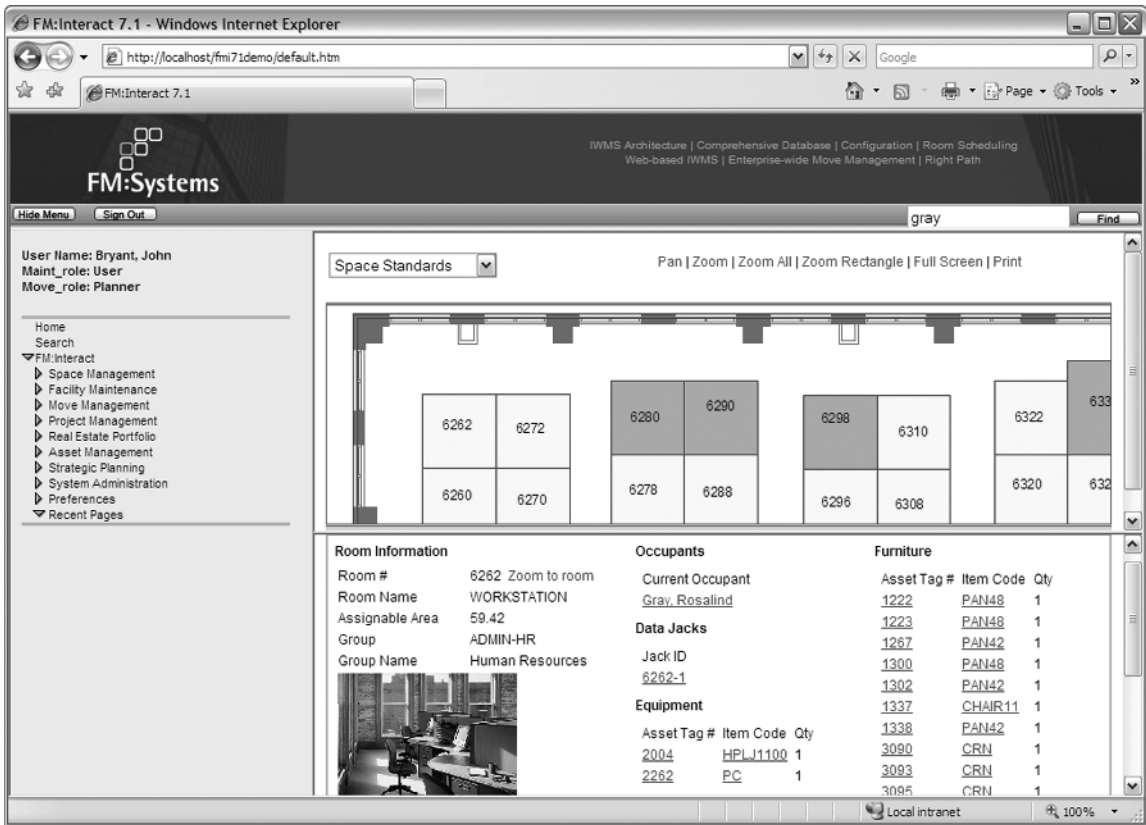 FM:Interact 7.1 - Windows Internet Explorer
http://localhost/fmi71demo/default.htm
Google
FM:Interact 7.1
Page
Tools
»
IWMS Architecture | Comprehensive Database | Configuration | Room Scheduling
Web-based IWMS | Enterprise-wide Move Management | Right Path
FM:Systems
Hide Menu
Sign Out
gray
Find
User Name: Bryant, John
Maint_role: User
Move_role: Planner
Home
Search
FM:Interact
Space Management
Facility Maintenance
Move Management
Project Management
Real Estate Portfolio
Asset Management
Strategic Planning
System Administration
Preferences
Recent Pages
Space Standards
Pan | Zoom | Zoom All | Zoom Rectangle | Full Screen | Print
6262 6272 6280 6290 6298 6310 6322 633
6260 6270 6278 6288 6296 6308 6320 632
Room Information
Room # 6262 Zoom to room
Room Name WORKSTATION
Assignable Area 59.42
Group ADMIN-HR
Group Name Human Resources
Occupants
Current Occupant
Gray, Rosalind
Data Jacks
Jack ID
6262-1
Equipment
Asset Tag # Item Code Qty
2004 HPLJ1100 1
2262 PC 1
Furniture
Asset Tag # Item Code Qty
1222 PAN48 1
1223 PAN48 1
1267 PAN42 1
1300 PAN48 1
1302 PAN42 1
1337 CHAIR11 1
1338 PAN42 1
3090 CRN 1
3093 CRN 1
3095 CRN 1
Local intranet
100%